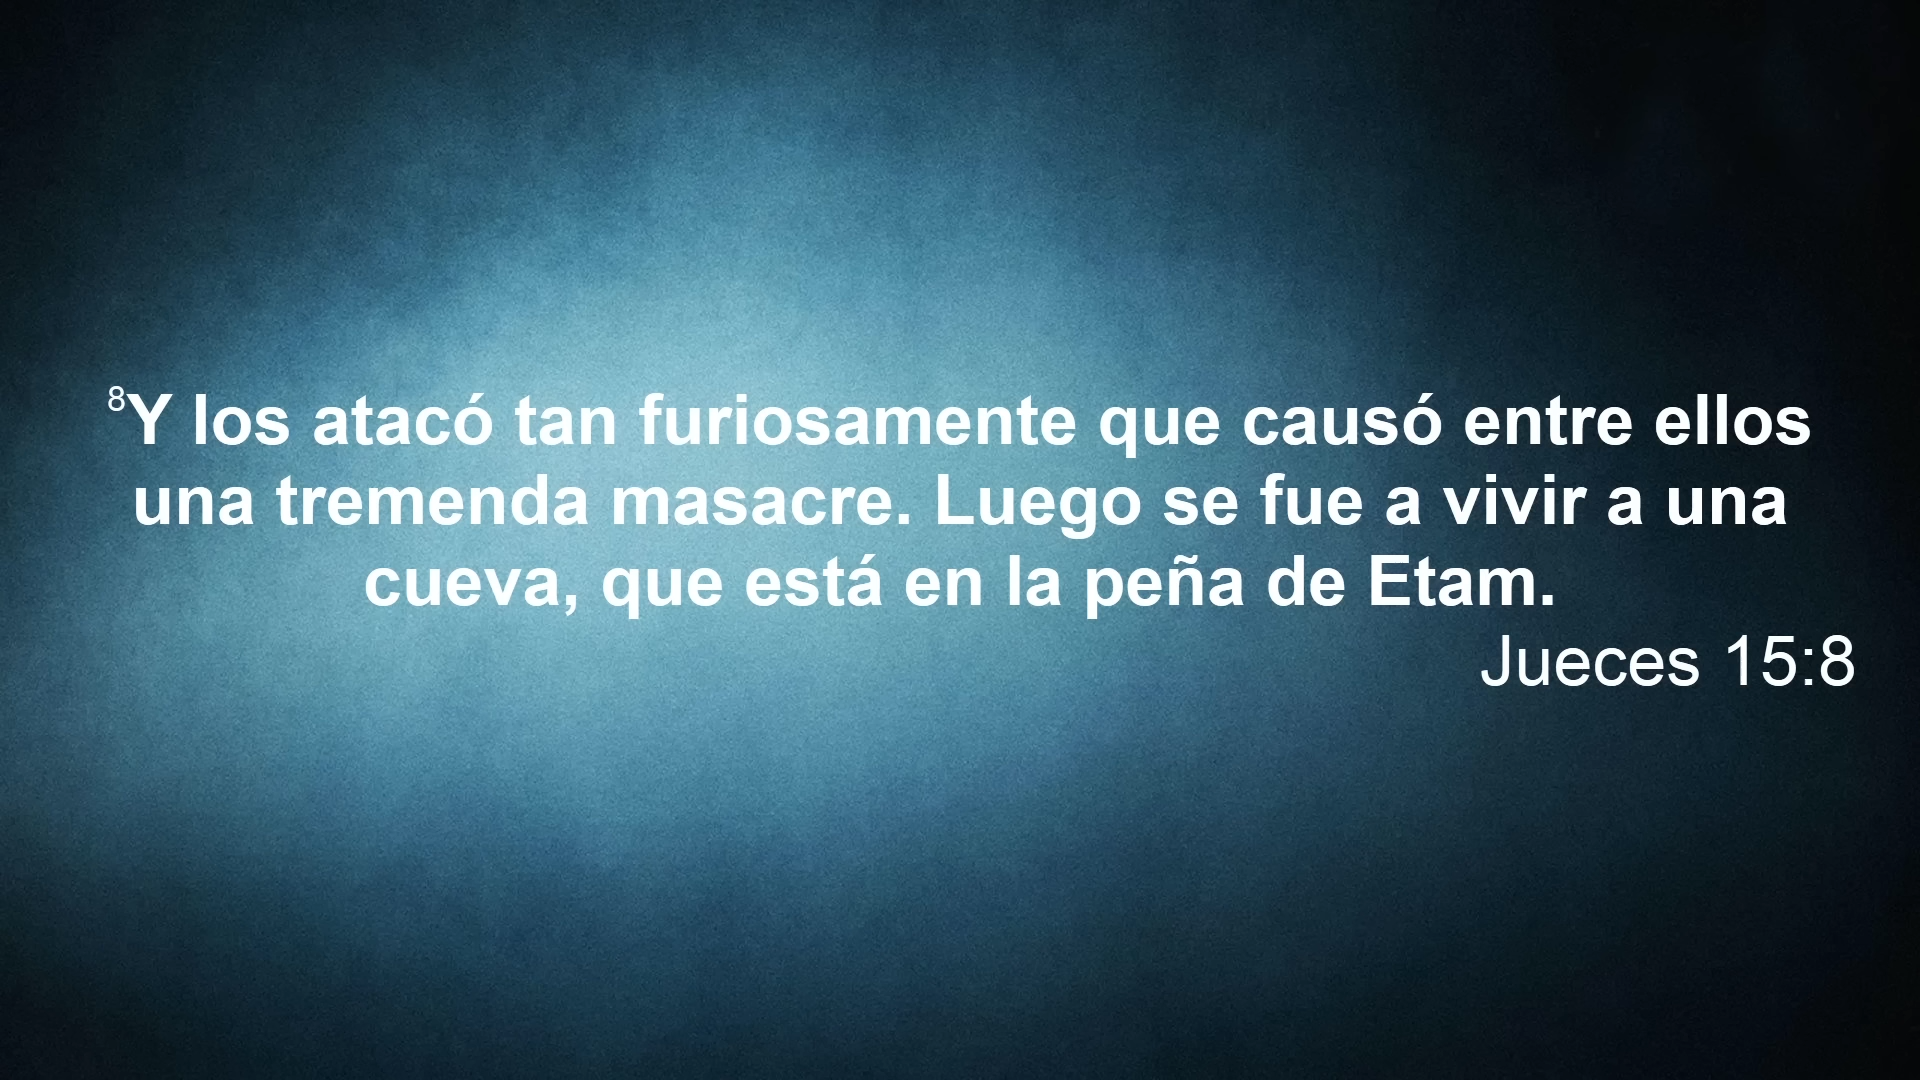 8Y los atacó tan furiosamente que causó entre ellos
una tremenda masacre. Luego se fue a vivir a una
cueva, que está en la peña de Etam.
Jueces 15:8